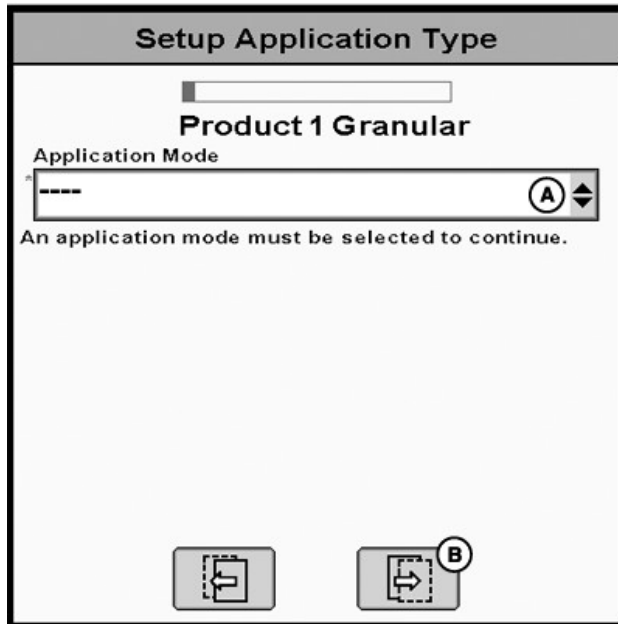 Setup Application Type
Product 1 Granular
Application Mode
*
----
A
An application mode must be selected to continue.
B